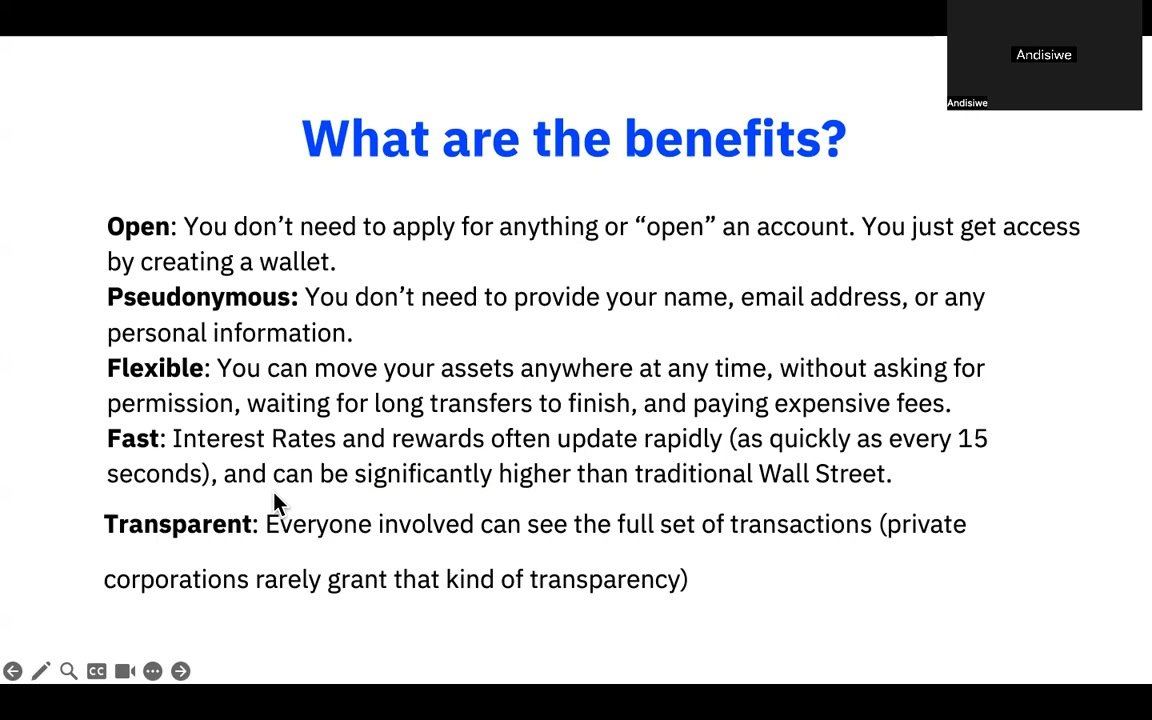 Andisiwe
Andisiwe
What are the benefits?
Open: You don’t need to apply for anything or “open” an account. You just get access
by creating a wallet.
Pseudonymous: You don’t need to provide your name, email address, or any
personal information.
Flexible: You can move your assets anywhere at any time, without asking for
permission, waiting for long transfers to finish, and paying expensive fees.
Fast: Interest Rates and rewards often update rapidly (as quickly as every 15
seconds), and can be significantly higher than traditional Wall Street.
Transparent: Everyone involved can see the full set of transactions (private
corporations rarely grant that kind of transparency)
CC